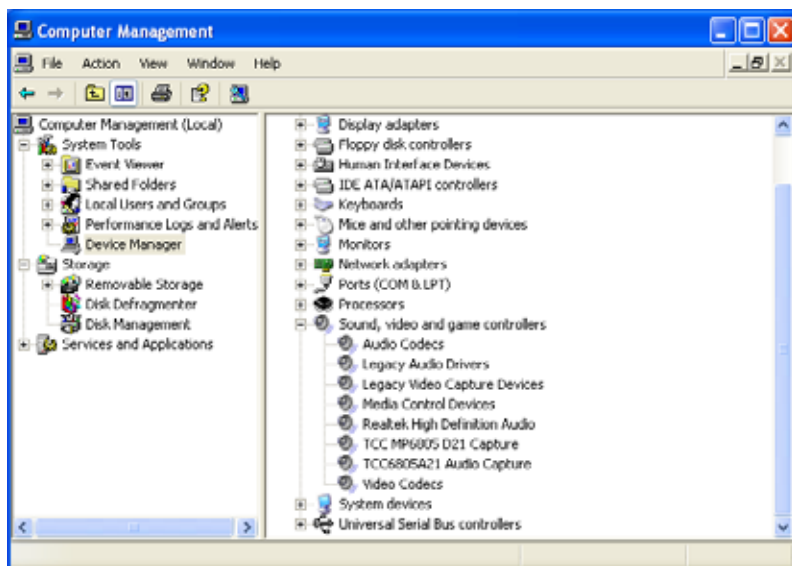 Computer Management
File Action View Window Help
Computer Management (Local)
System Tools
Event Viewer
Shared Folders
Local Users and Groups
Performance Logs and Alerts
Device Manager
Storage
Removable Storage
Disk Defragmenter
Disk Management
Services and Applications
Display adapters
Floppy disk controllers
Human Interface Devices
IDE ATA/ATAPI controllers
Keyboards
Mice and other pointing devices
Monitors
Network adapters
Ports (COM & LPT)
Processors
Sound, video and game controllers
Audio Codecs
Legacy Audio Drivers
Legacy Video Capture Devices
Media Control Devices
Realtek High Definition Audio
TCC MP6805 D21 Capture
TCC6805A21 Audio Capture
Video Codecs
System devices
Universal Serial Bus controllers